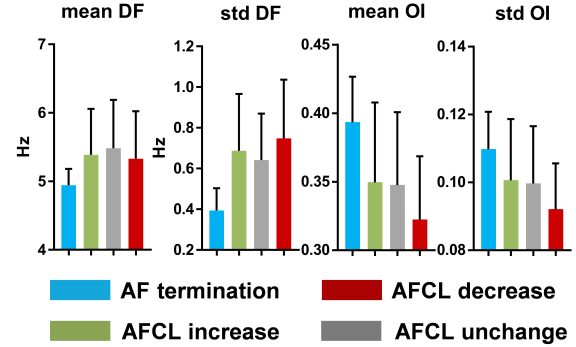 mean DF std DF mean OI std OI
7 1.2 0.45 0.14
6 1.0 0.40 0.12
Hz Hz
0.8
0.6
5 0.35 0.10
0.4
4 0.2 0.30 0.08
AF termination AFCL decrease
AFCL increase AFCL unchange